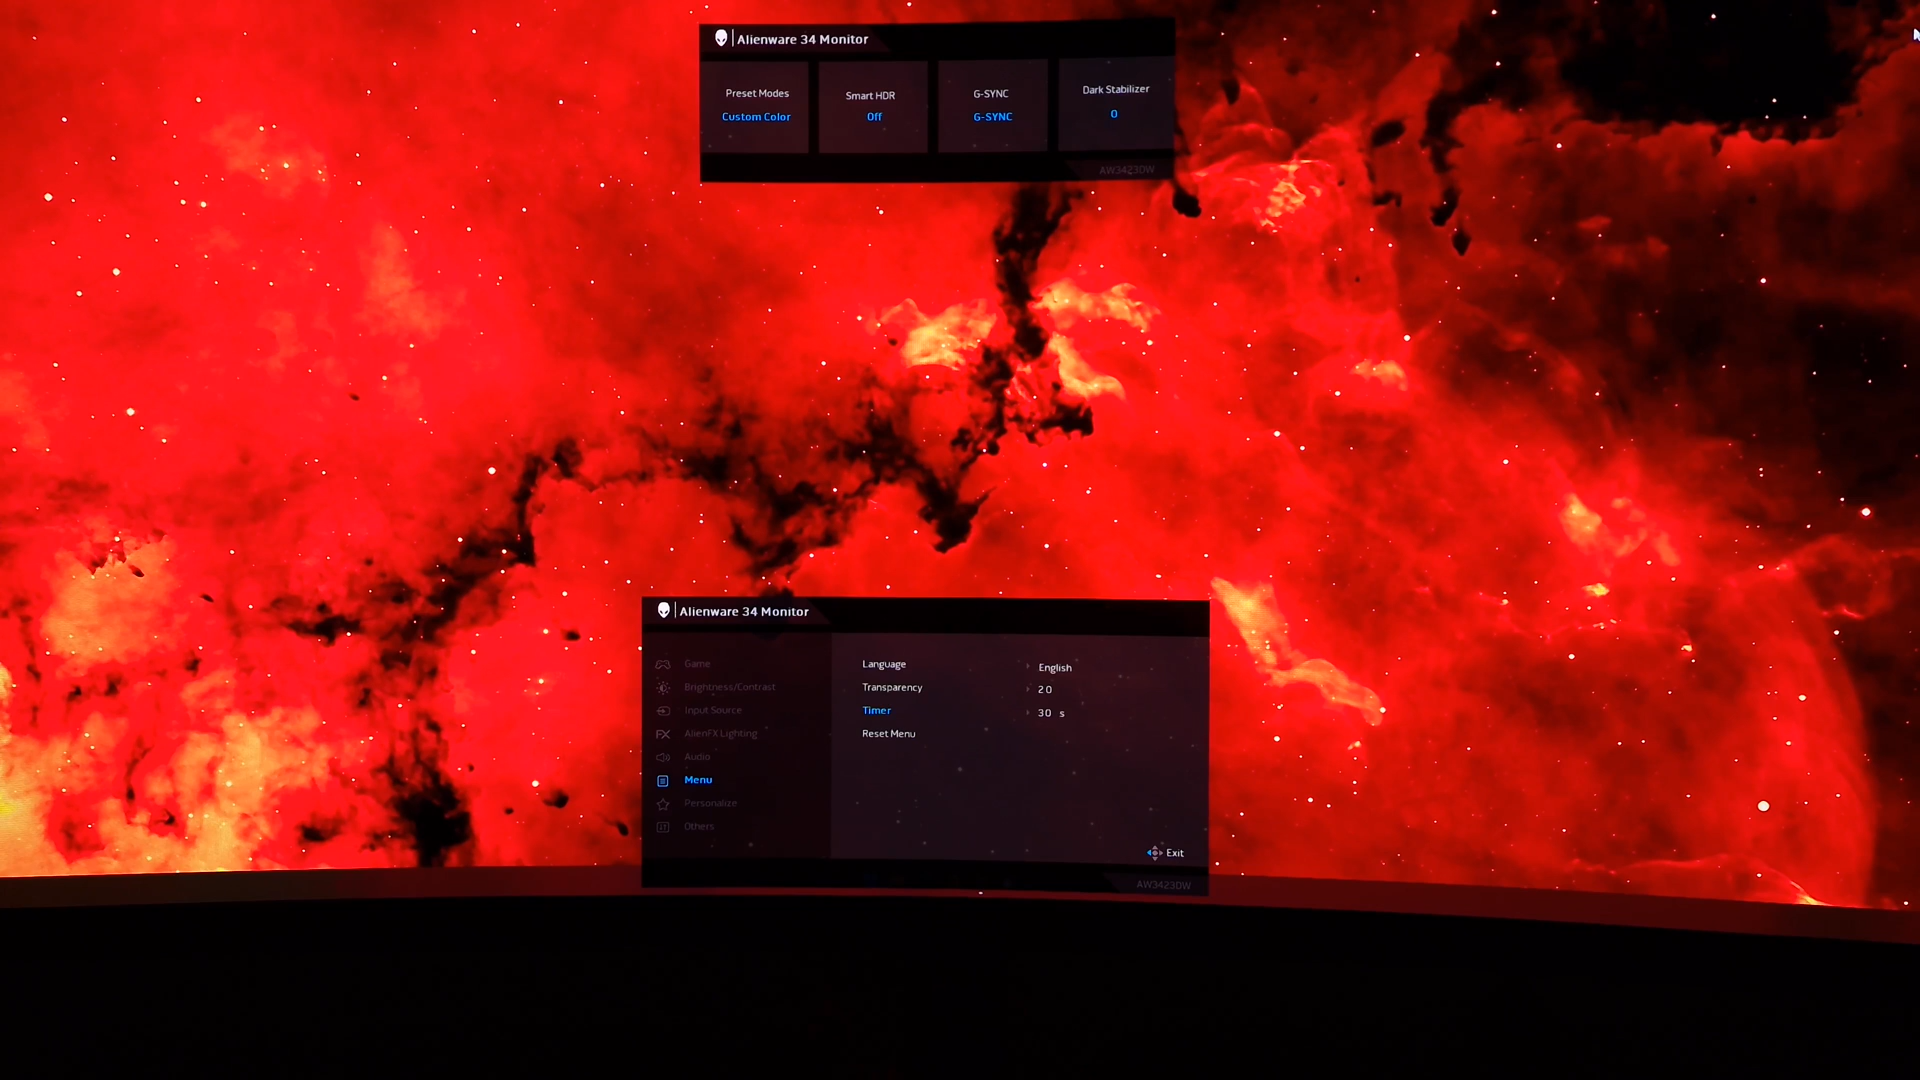 Alienware 34 Monitor
Preset Modes
Custom Color
Smart HDR
Off
G-SYNC
G-SYNC
Dark Stabilizer
0
AW3423DW
Alienware 34 Monitor
Game
Brightness/Contrast
Input Source
AlienFX Lighting
Audio
Menu
Personalize
Others
Language English
Transparency 20
Timer 30 s
Reset Menu
Exit
AW3423DW